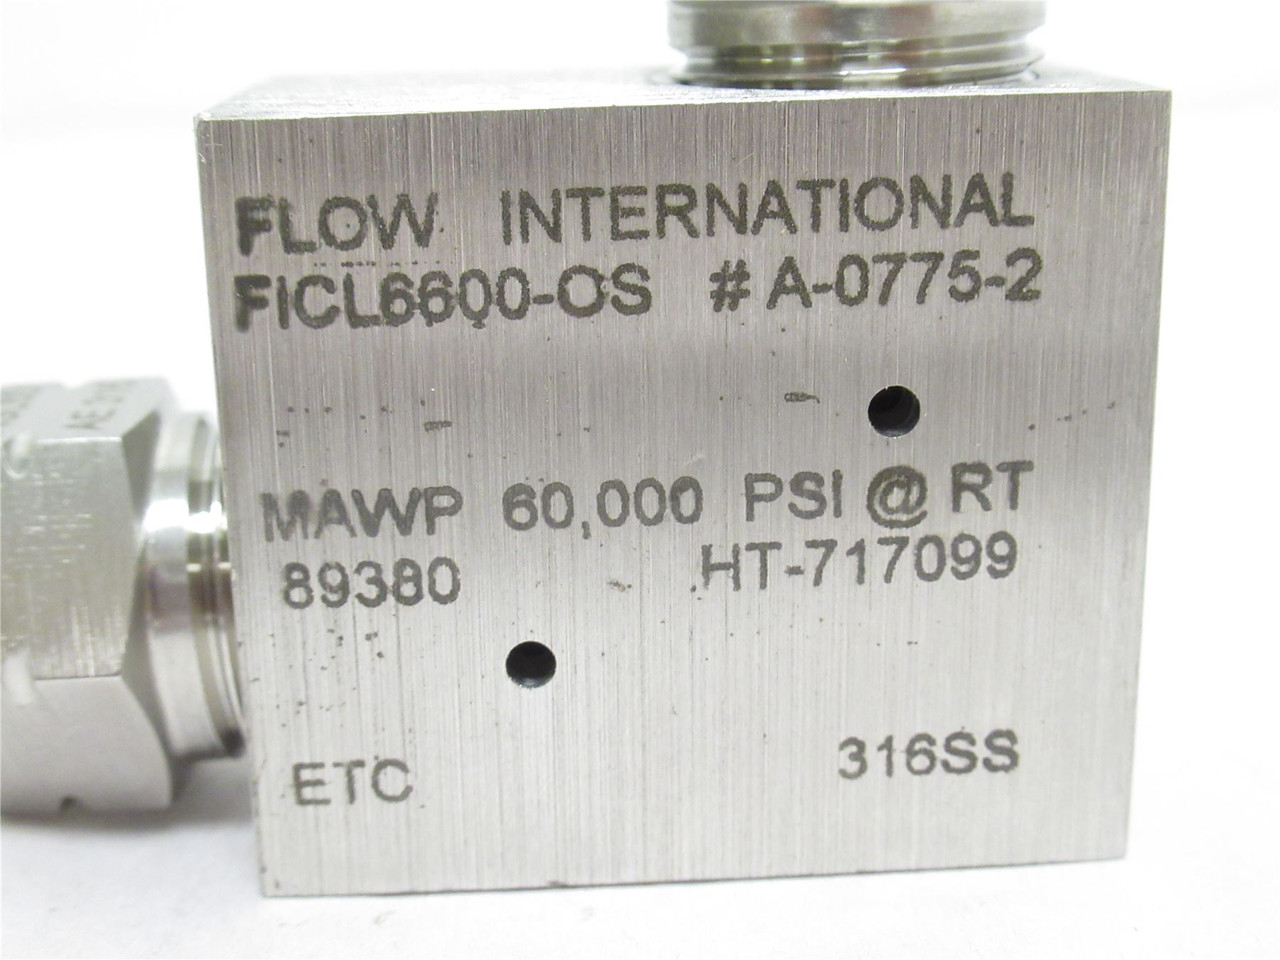 FLOW INTERNATIONAL
FICL6600-OS # A-0775-2
MAWP 60,000 PSI @ RT
89380 HT-717099
ETC 316SS